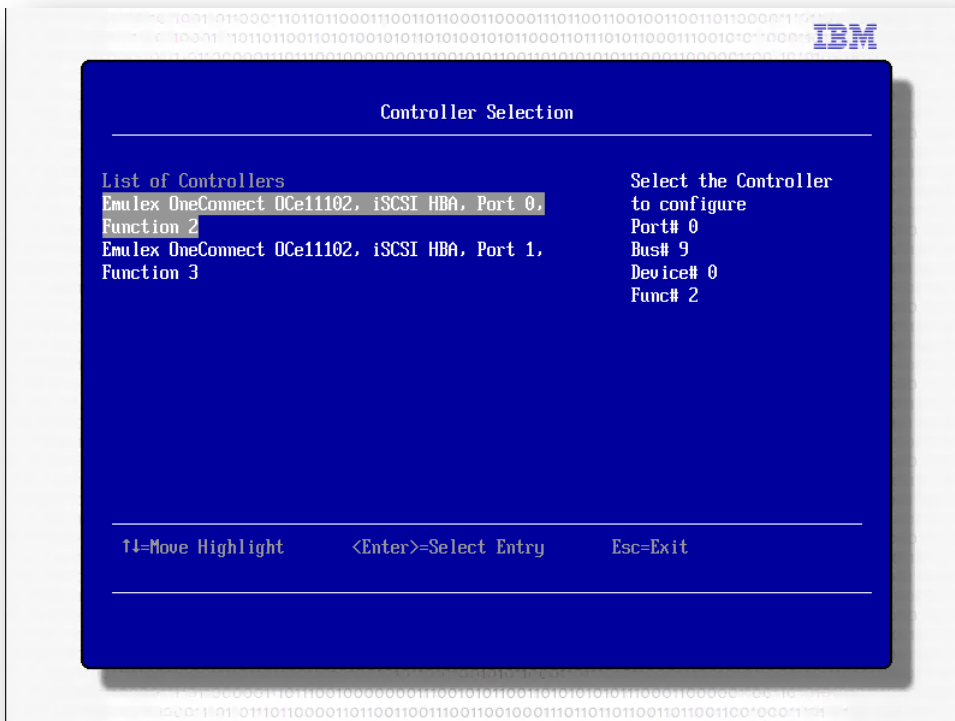 IBM
Controller Selection
List of Controllers
Emulex OneConnect OCe11102, iSCSI HBA, Port 0,
Function 2
Emulex OneConnect OCe11102, iSCSI HBA, Port 1,
Function 3
Select the Controller
to configure
Port# 0
Bus# 9
Device# 0
Func# 2
↑↓=Move Highlight <Enter>=Select Entry Esc=Exit